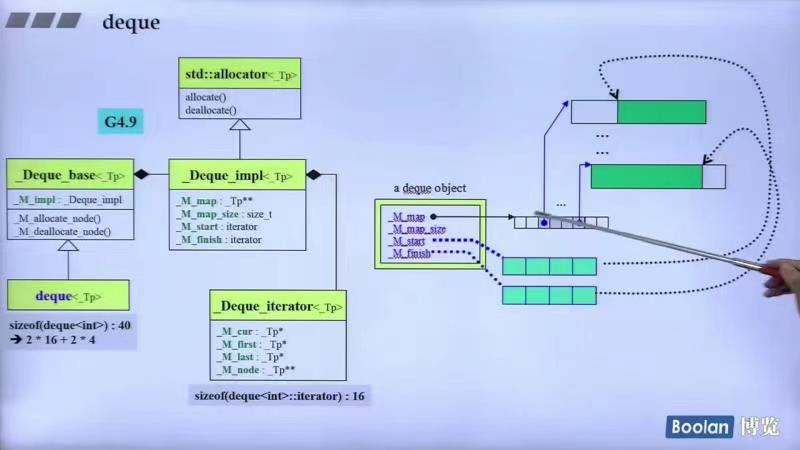 deque
std::allocator<_Tp>
allocate()
deallocate()
G4.9
_Deque_base<_Tp>
_M_impl : _Deque_impl
_M_allocate_node()
_M_deallocate_node()
_Deque_impl<_Tp>
_M_map : _Tp**
_M_map_size : size_t
_M_start : iterator
_M_finish : iterator
deque<_Tp>
sizeof(deque<int>) : 40
➔ 2 * 16 + 2 * 4
_Deque_iterator<_Tp>
_M_cur : _Tp*
_M_first : _Tp*
_M_last : _Tp*
_M_node : _Tp**
sizeof(deque<int>::iterator) : 16
a deque object
_M_map
_M_map_size
_M_start
_M_finish
...
...
...
Boolan 博览